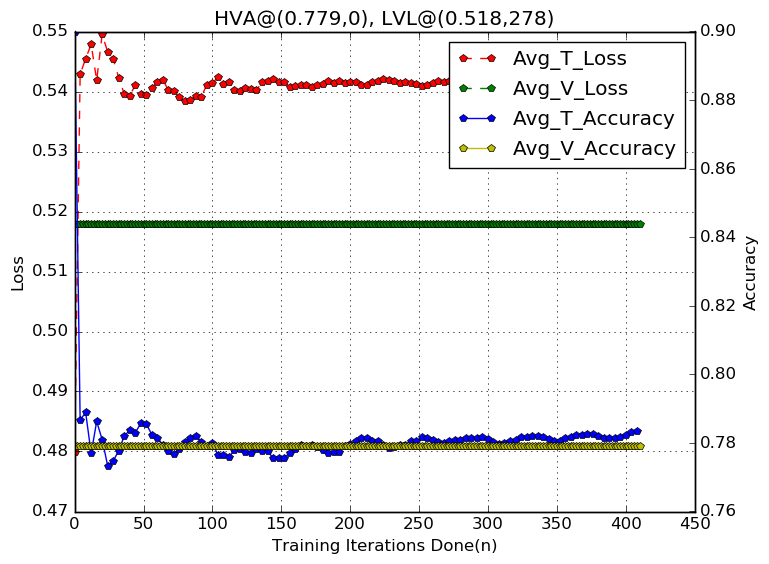 HVA@(0.779,0), LVL@(0.518,278)
Avg_T_Loss
Avg_V_Loss
Avg_T_Accuracy
Avg_V_Accuracy
0.55
0.54
0.53
0.52
0.51
0.50
0.49
0.48
0.47
Loss
0.90
0.88
0.86
0.84
0.82
0.80
0.78
0.76
Accuracy
0 50 100 150 200 250 300 350 400 450
Training Iterations Done(n)